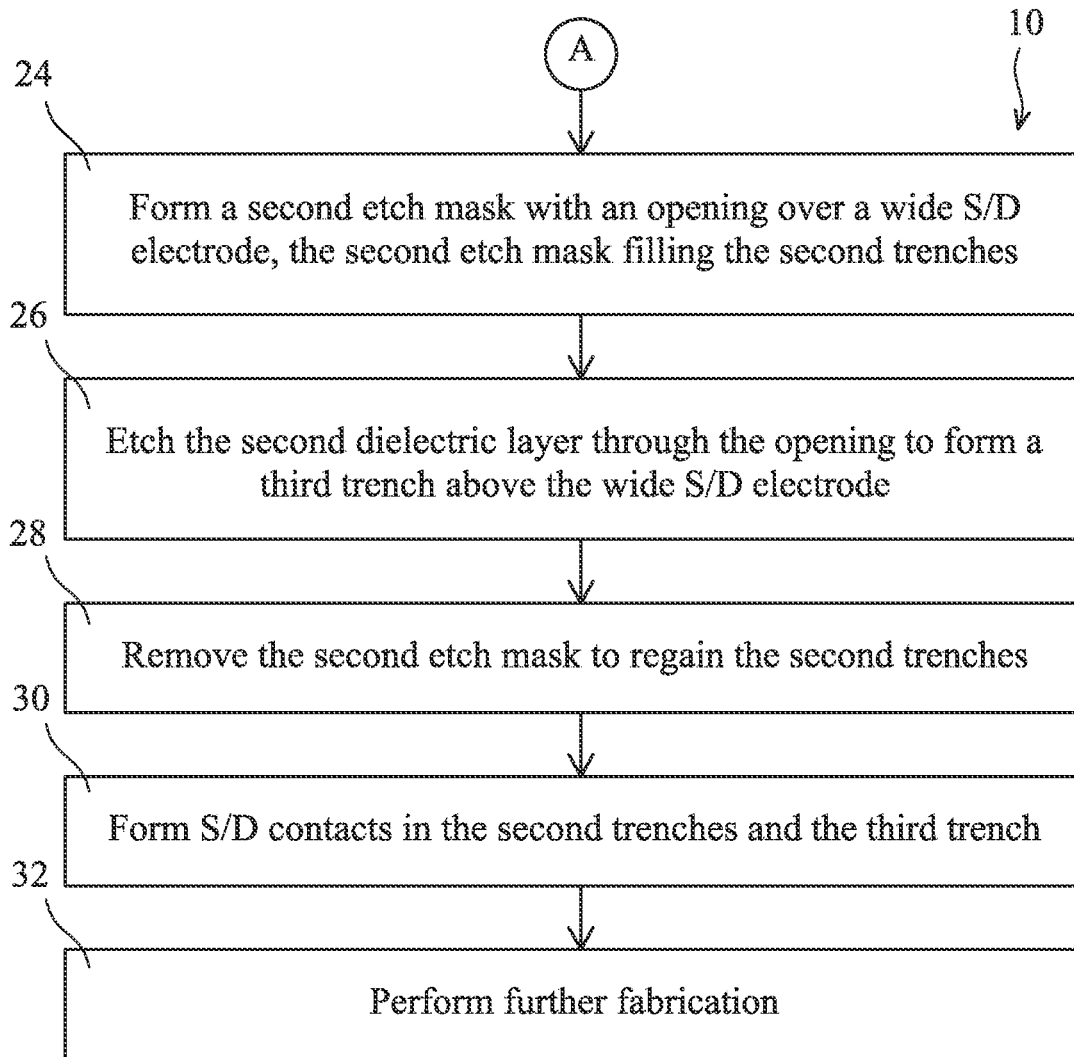 A
10
24
Form a second etch mask with an opening over a wide S/D
electrode, the second etch mask filling the second trenches
26
Etch the second dielectric layer through the opening to form a
third trench above the wide S/D electrode
28
Remove the second etch mask to regain the second trenches
30
Form S/D contacts in the second trenches and the third trench
32
Perform further fabrication